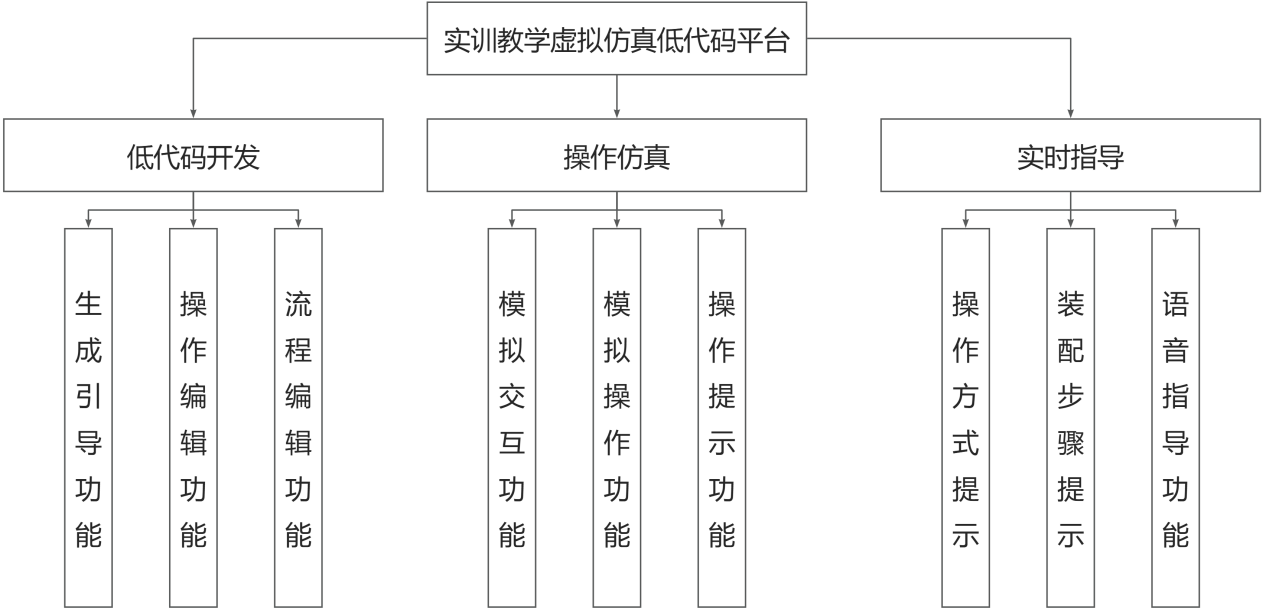 实训教学虚拟仿真低代码平台
低代码开发
操作仿真
实时指导
生成引导功能
操作编辑功能
流程编辑功能
模拟交互功能
模拟操作功能
操作提示功能
操作方式提示
装配步骤提示
语音指导功能